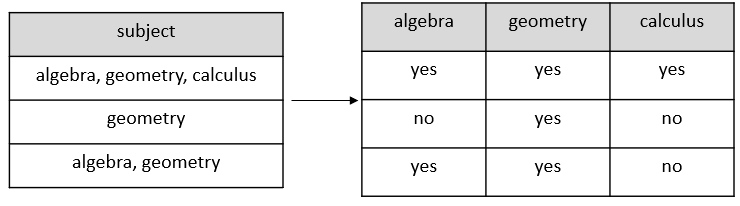 subject
algebra, geometry, calculus
geometry
algebra, geometry
algebra geometry calculus
yes yes yes
no yes no
yes yes no